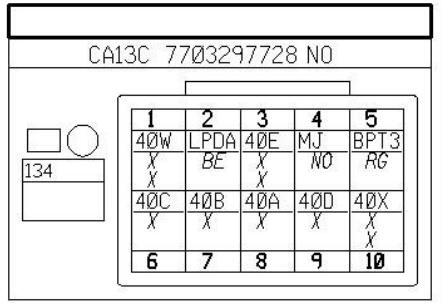 CA13C 7703297728 NO
1 2 3 4 5
40W LPDA 40E MJ BPT3
X BE X NO RG
X X
134
40C 40B 40A 40D 40X
X X X X X
X
6 7 8 9 10